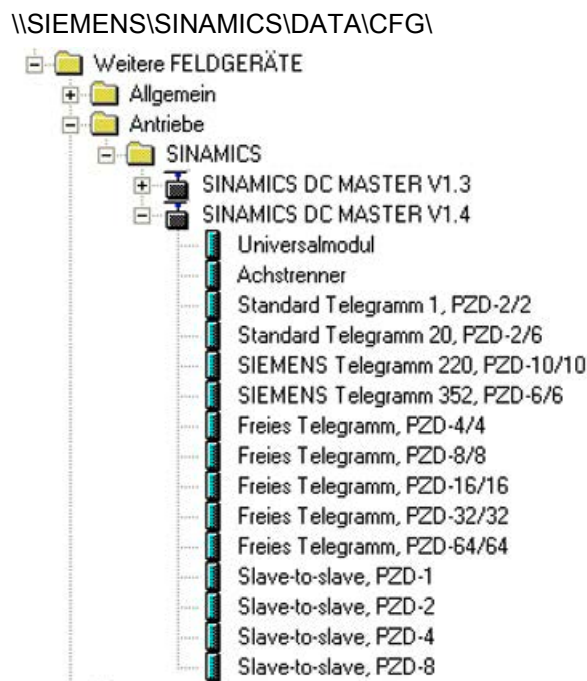 \\SIEMENS\SINAMICS\DATA\CFG\
Weitere FELDGERÄTE
Allgemein
Antriebe
SINAMICS
SINAMICS DC MASTER V1.3
SINAMICS DC MASTER V1.4
Universalmodul
Achstrenner
Standard Telegramm 1, PZD-2/2
Standard Telegramm 20, PZD-2/6
SIEMENS Telegramm 220, PZD-10/10
SIEMENS Telegramm 352, PZD-6/6
Freies Telegramm, PZD-4/4
Freies Telegramm, PZD-8/8
Freies Telegramm, PZD-16/16
Freies Telegramm, PZD-32/32
Freies Telegramm, PZD-64/64
Slave-to-slave, PZD-1
Slave-to-slave, PZD-2
Slave-to-slave, PZD-4
Slave-to-slave, PZD-8